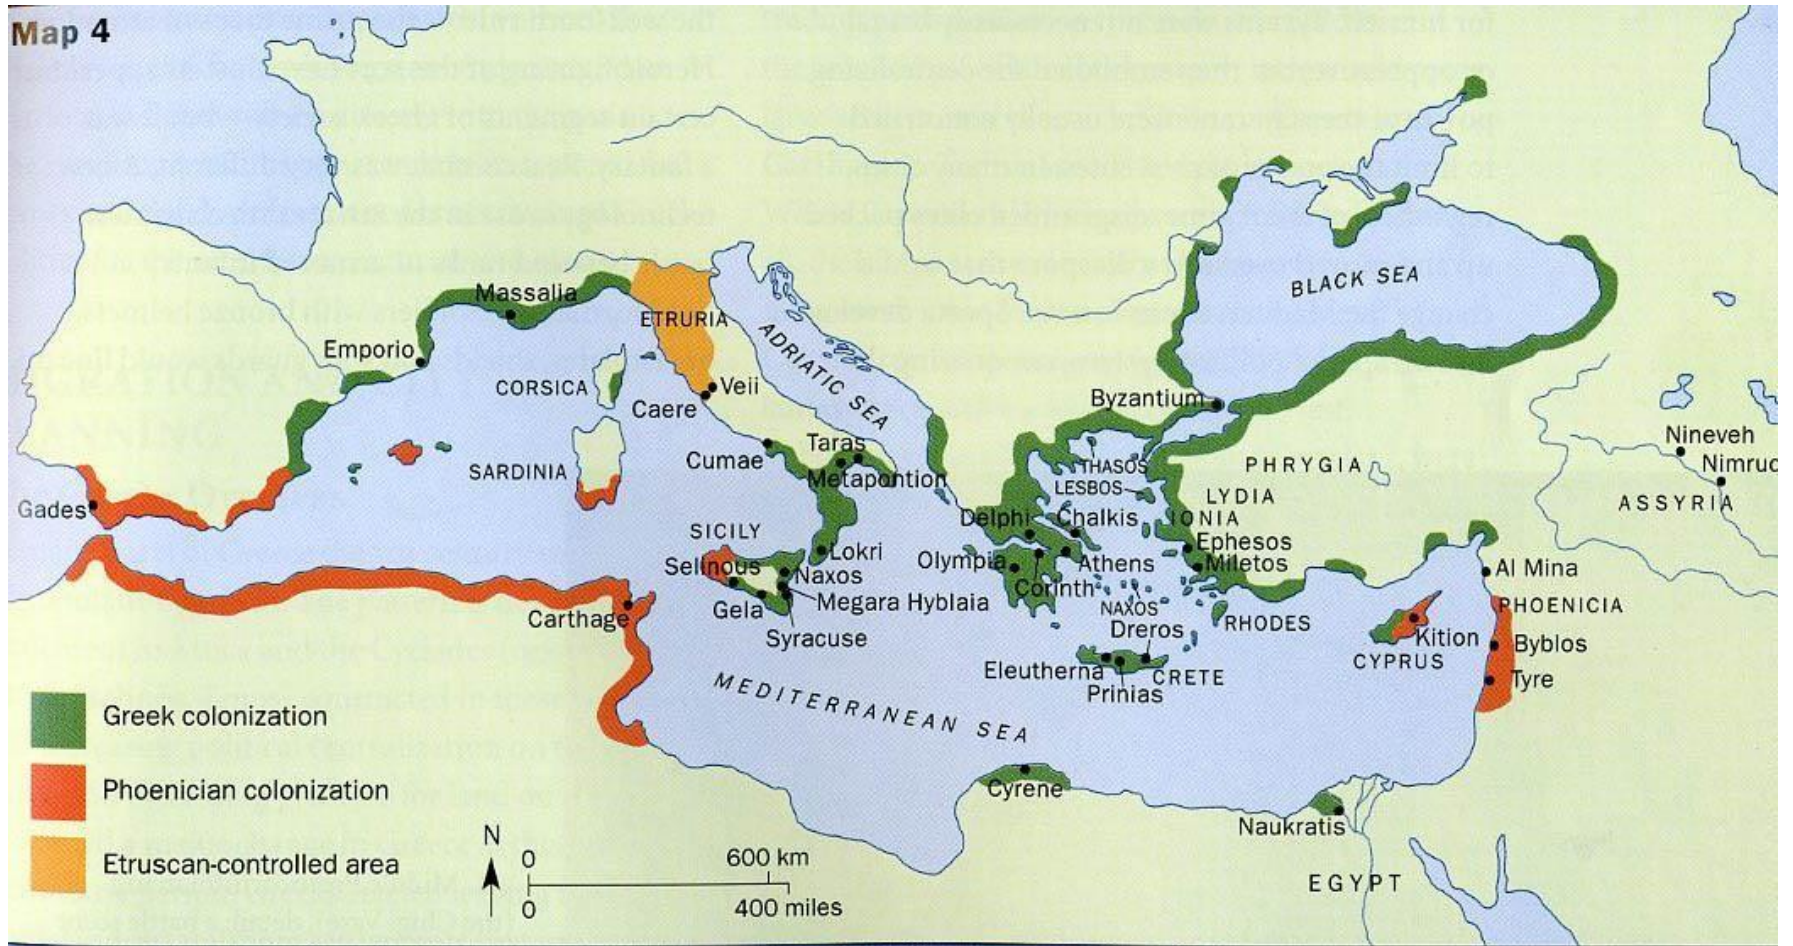 Map 4
BLACK SEA
Massalia
ETRURIA
ADRIATIC SEA
Emporio
CORSICA
Veii
Caere
Byzantium
Taras
Cumae
Metapontion
SARDINIA
THASOS
LESBOS
PHRYGIA
LYDIA
IONIA
Nineveh
Nimruc
ASSYRIA
Gades
SICILY
Delphi
Chalkis
Ephesos
Lokri
Olympia
Athens
Miletos
Selinous
Naxos
Corinth
Al Mina
Carthage
Gela
Megara Hyblaia
NAXOS
RHODES
PHOENICIA
Syracuse
Dreros
Kition
Byblos
CYPRUS
Eleutherna
CRETE
Prinias
Tyre
MEDITERRANEAN SEA
Cyrene
Naukratis
EGYPT
Greek colonization
Phoenician colonization
Etruscan-controlled area
N
0
600 km
0
400 miles